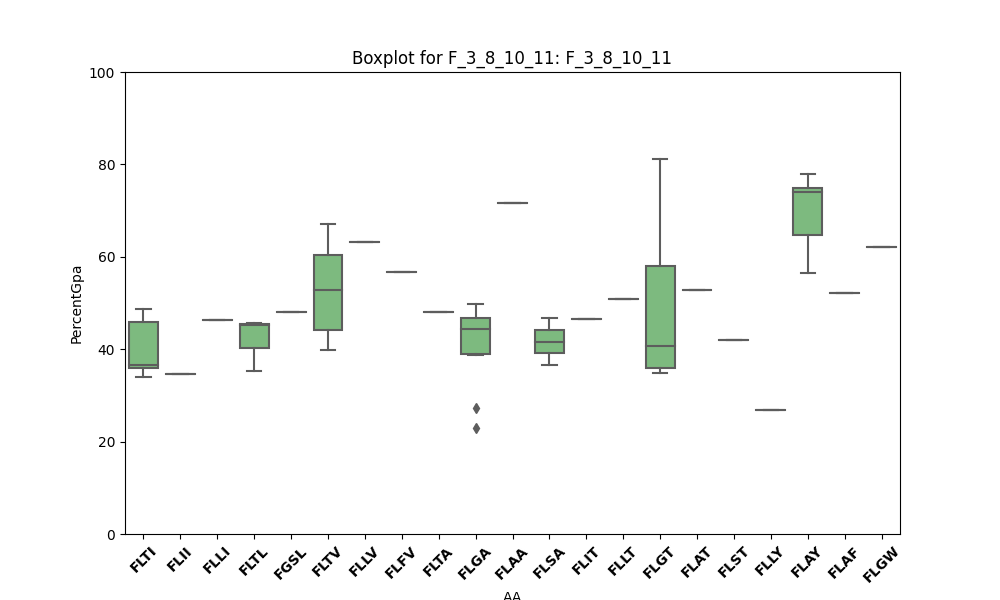 Boxplot for F_3_8_10_11: F_3_8_10_11
100
80
60
40
20
0
PercentGpa
FLTI FLII FLLI FLTL FGSL FLTV FLLV FLFV FLTA FLGA FLAA FLSA FLIT FLLT FLGT FLAT FLST FLLY FLAY FLAF FLGW
AA